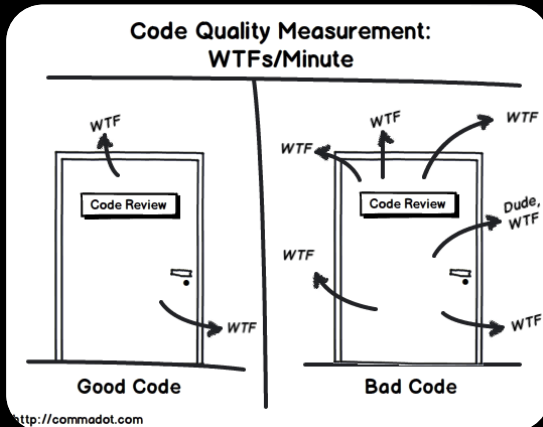 Code Quality Measurement:
WTFs/Minute
WTF
Code Review
WTF
Good Code
WTF
WTF
WTF
Code Review
Dude,
WTF
WTF
WTF
Bad Code
http://commadot.com